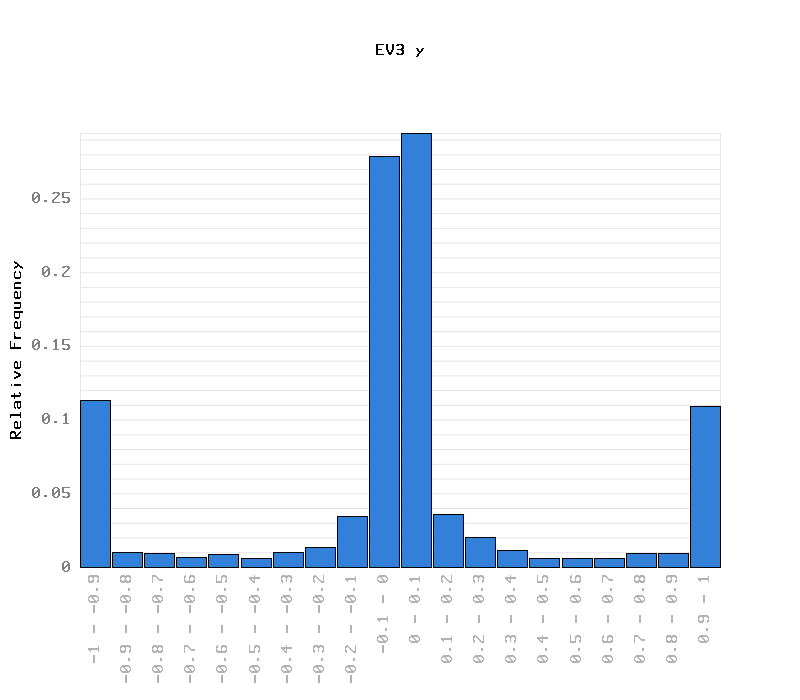 EV3 y
Relative Frequency
0.25
0.2
0.15
0.1
0.05
0
-1 - -0.9
-0.9 - -0.8
-0.8 - -0.7
-0.7 - -0.6
-0.6 - -0.5
-0.5 - -0.4
-0.4 - -0.3
-0.3 - -0.2
-0.2 - -0.1
-0.1 - 0
0 - 0.1
0.1 - 0.2
0.2 - 0.3
0.3 - 0.4
0.4 - 0.5
0.5 - 0.6
0.6 - 0.7
0.7 - 0.8
0.8 - 0.9
0.9 - 1